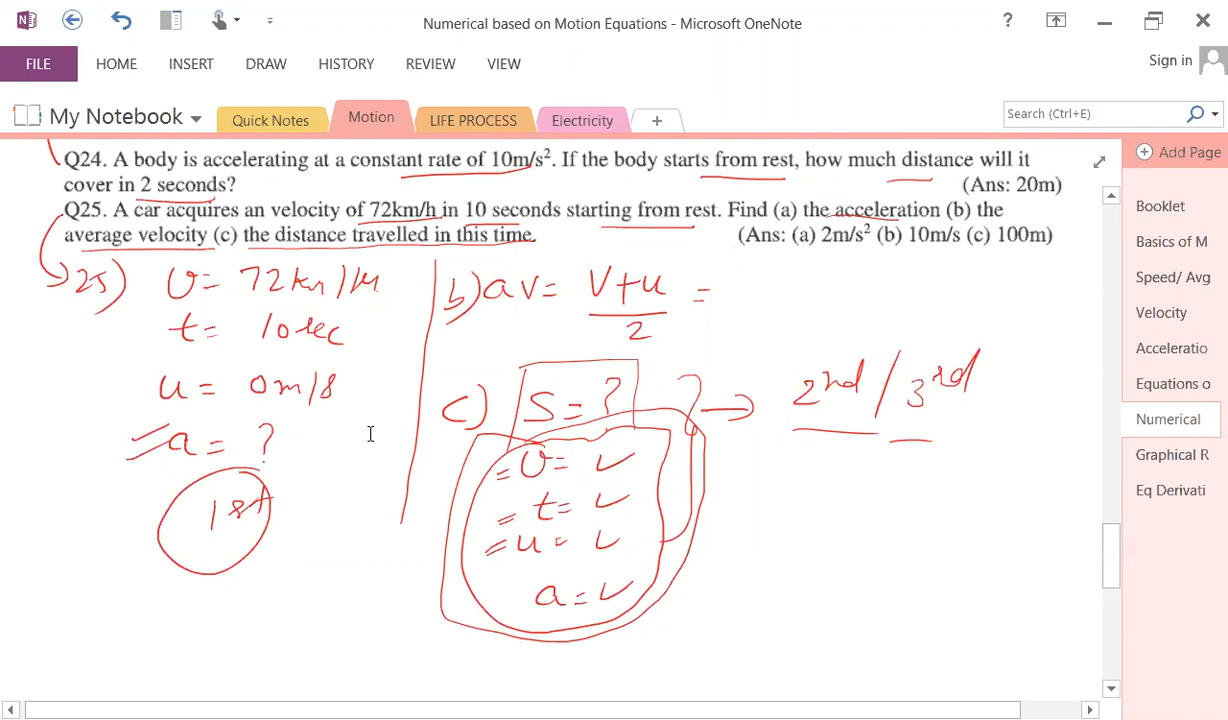 Numerical based on Motion Equations - Microsoft OneNote
FILE HOME INSERT DRAW HISTORY REVIEW VIEW
Sign in
My Notebook Quick Notes Motion LIFE PROCESS Electricity +
Search (Ctrl+E)
Q24. A body is accelerating at a constant rate of 10m/s². If the body starts from rest, how much distance will it
cover in 2 seconds? (Ans: 20m)
Q25. A car acquires an velocity of 72km/h in 10 seconds starting from rest. Find (a) the acceleration (b) the
average velocity (c) the distance travelled in this time. (Ans: (a) 2m/s² (b) 10m/s (c) 100m)
25) v = 72km/h
t = 10sec
u = 0m/s
a = ?
1st
b) av = v+u =
2
c) S = ? ? → 2nd / 3rd
= v = ✓
= t = ✓
= u = ✓
a = ✓
Add Page
Booklet
Basics of M
Speed/ Avg
Velocity
Acceleratio
Equations o
Numerical
Graphical R
Eq Derivati